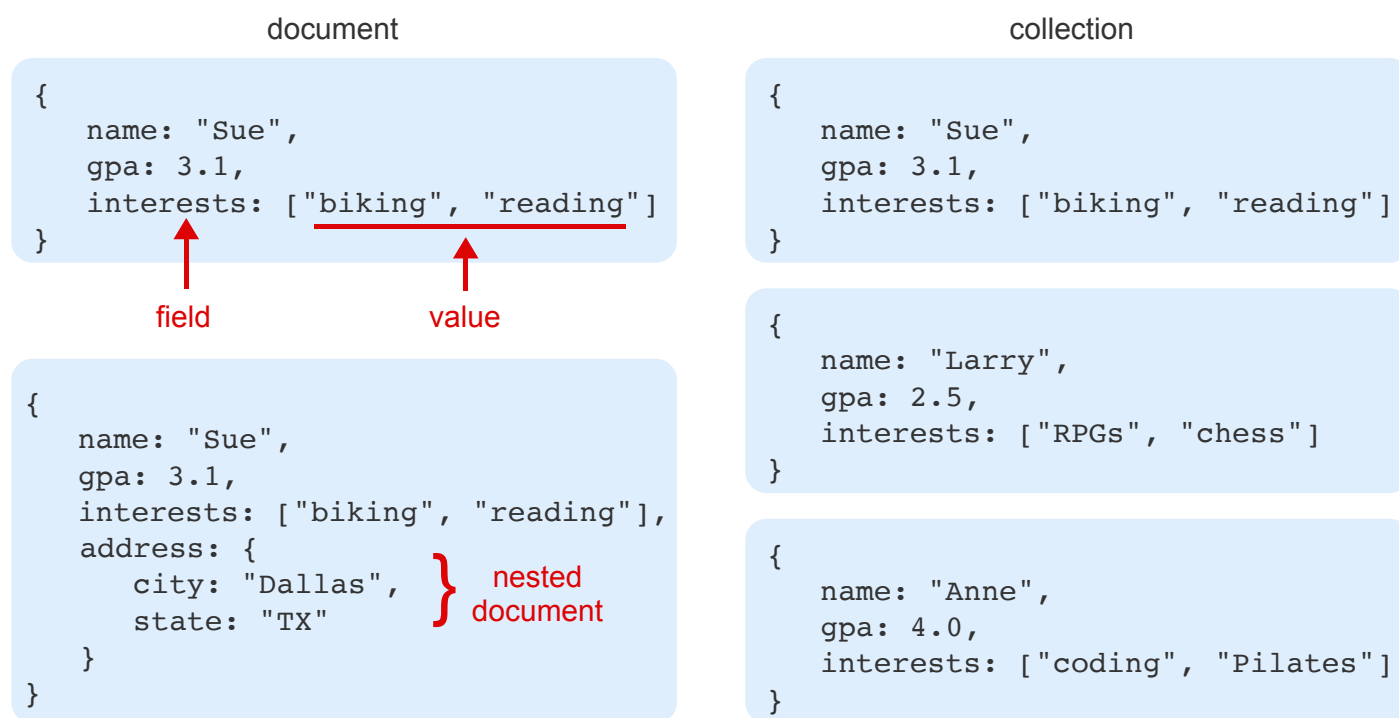 document
{
name: "Sue",
gpa: 3.1,
interests: ["biking", "reading"]
}
field
value
{
name: "Sue",
gpa: 3.1,
interests: ["biking", "reading"],
address: {
city: "Dallas",
state: "TX"
}
}
} nested
document
collection
{
name: "Sue",
gpa: 3.1,
interests: ["biking", "reading"]
}
{
name: "Larry",
gpa: 2.5,
interests: ["RPGs", "chess"]
}
{
name: "Anne",
gpa: 4.0,
interests: ["coding", "Pilates"]
}